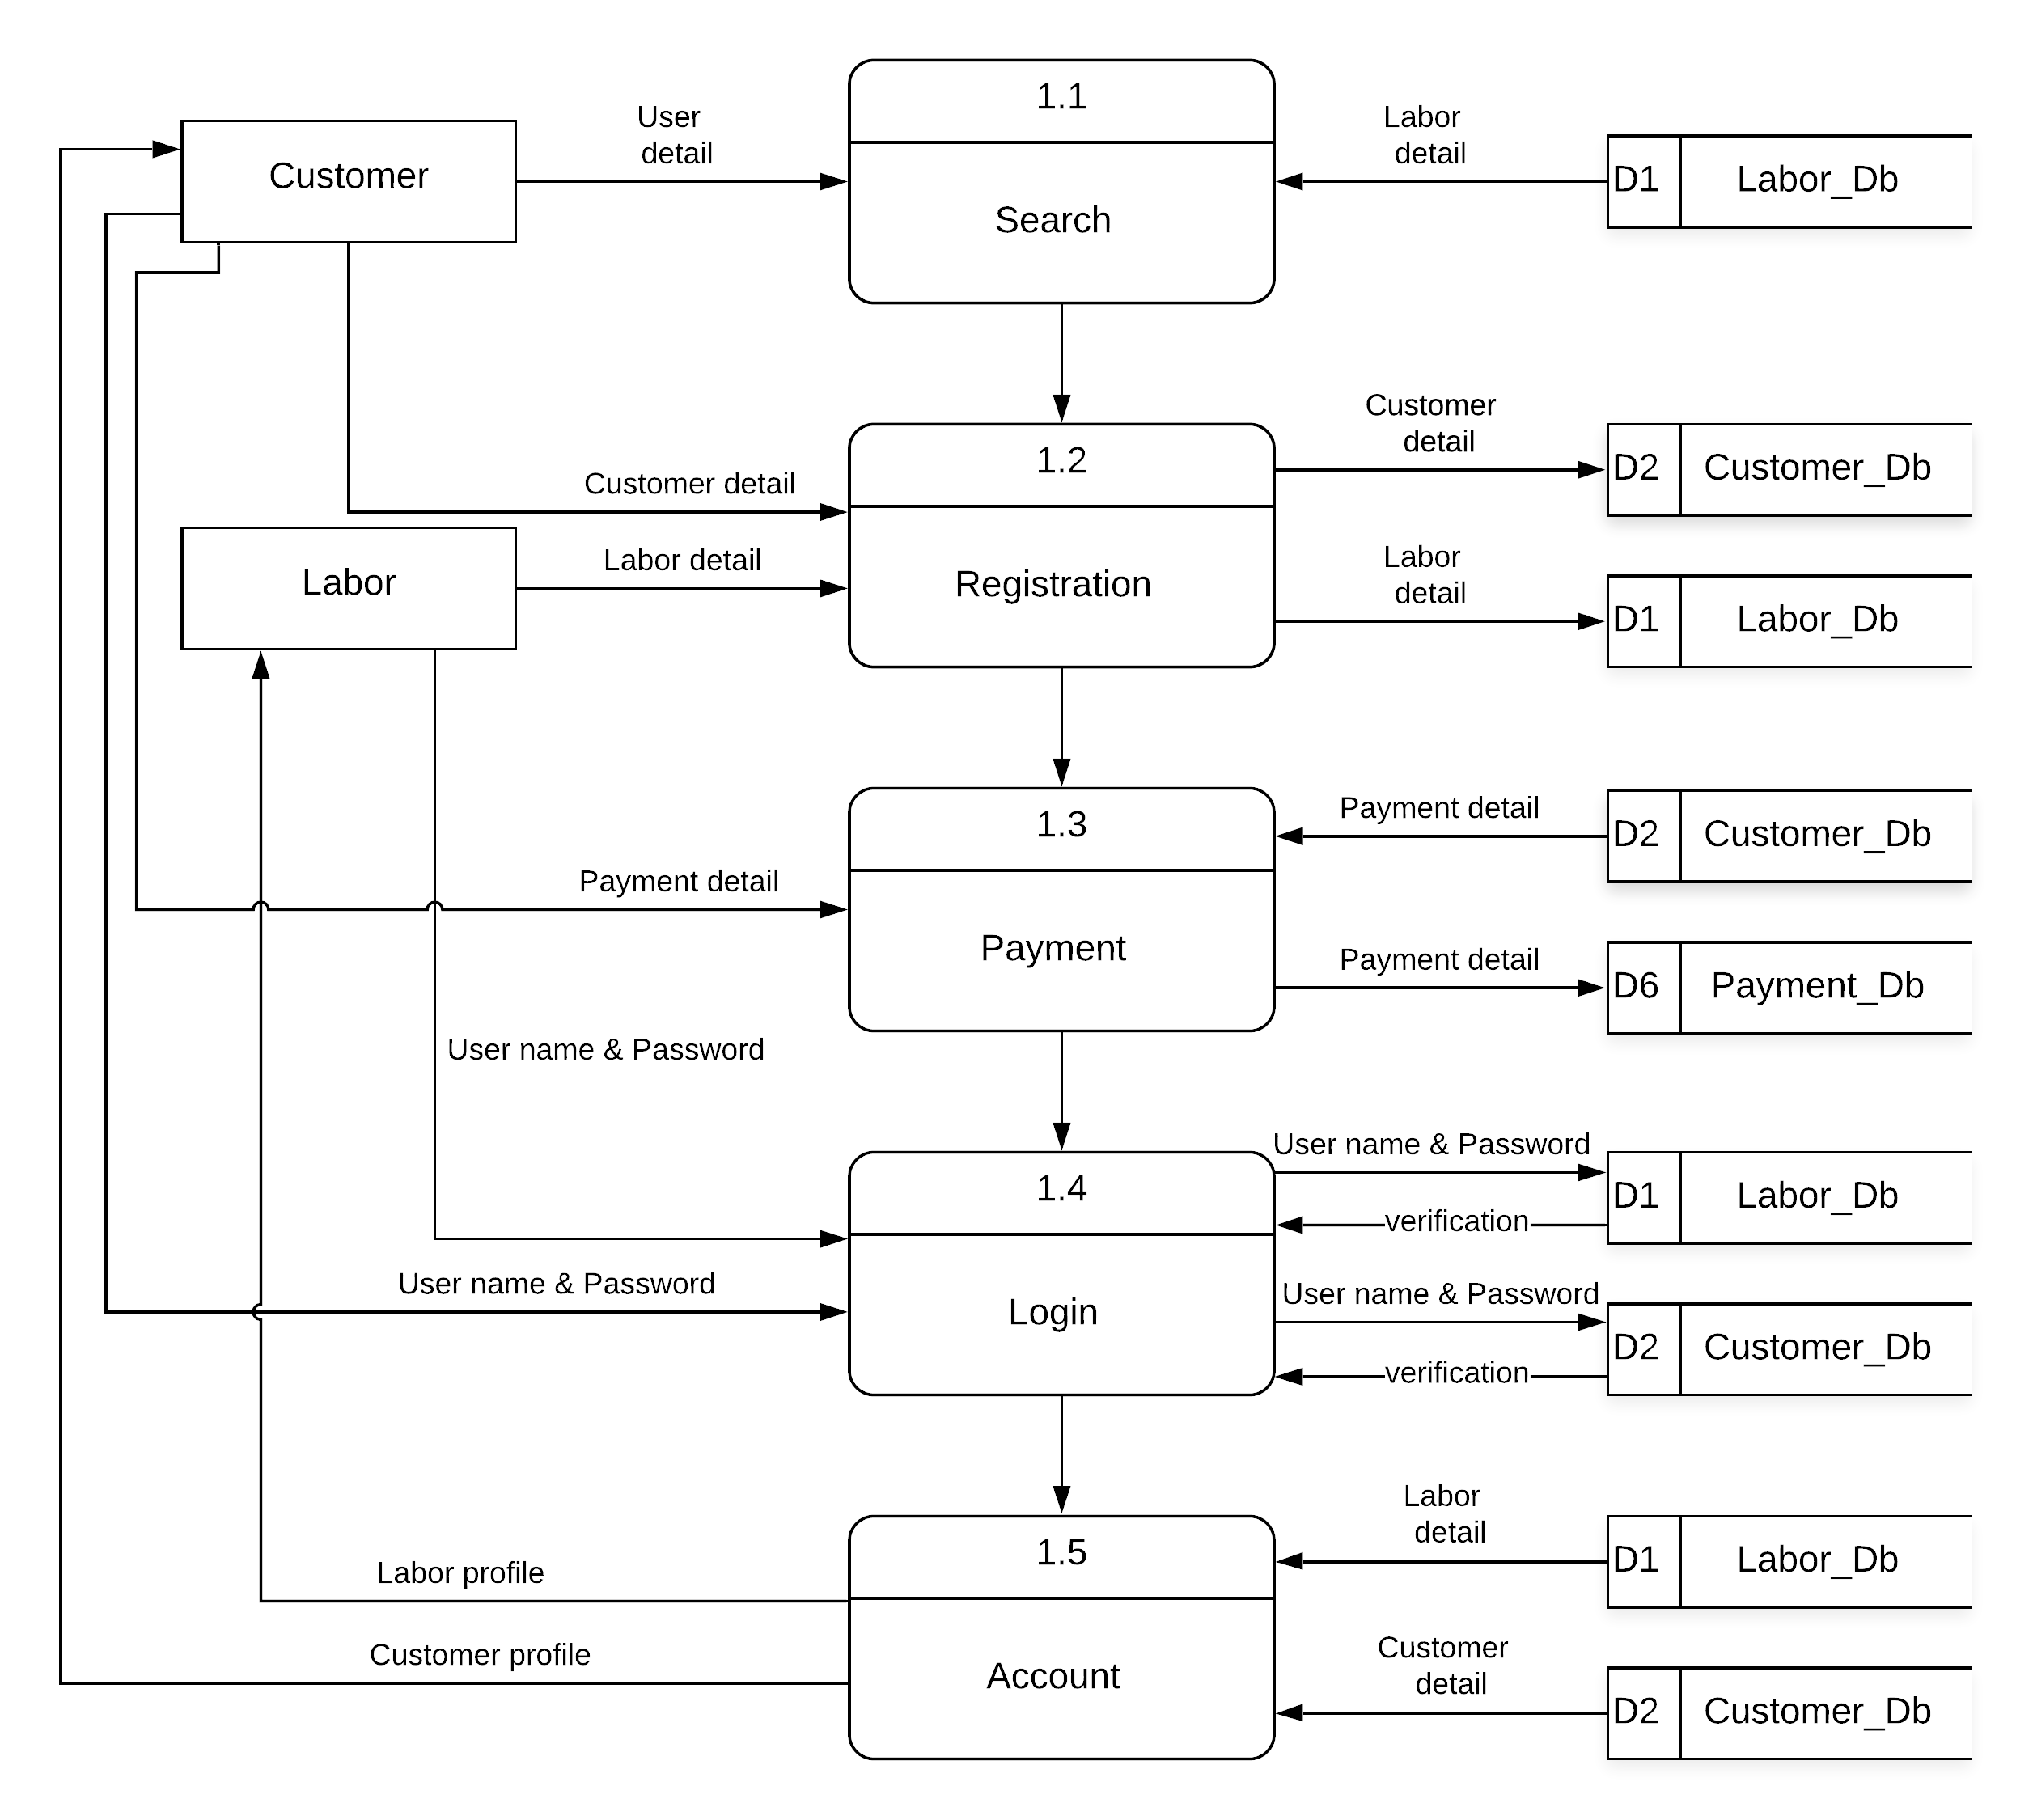 1.1
User
detail
Labor
detail
Customer
D1 Labor_Db
Search
Customer
detail
1.2
D2 Customer_Db
Customer detail
Labor detail
Labor
detail
Labor
Registration
D1 Labor_Db
1.3
Payment detail
D2 Customer_Db
Payment detail
Payment
Payment detail
D6 Payment_Db
User name & Password
User name & Password
1.4
D1 Labor_Db
verification
User name & Password
User name & Password
Login
D2 Customer_Db
verification
Labor
detail
1.5
D1 Labor_Db
Labor profile
Customer profile
Customer
detail
Account
D2 Customer_Db